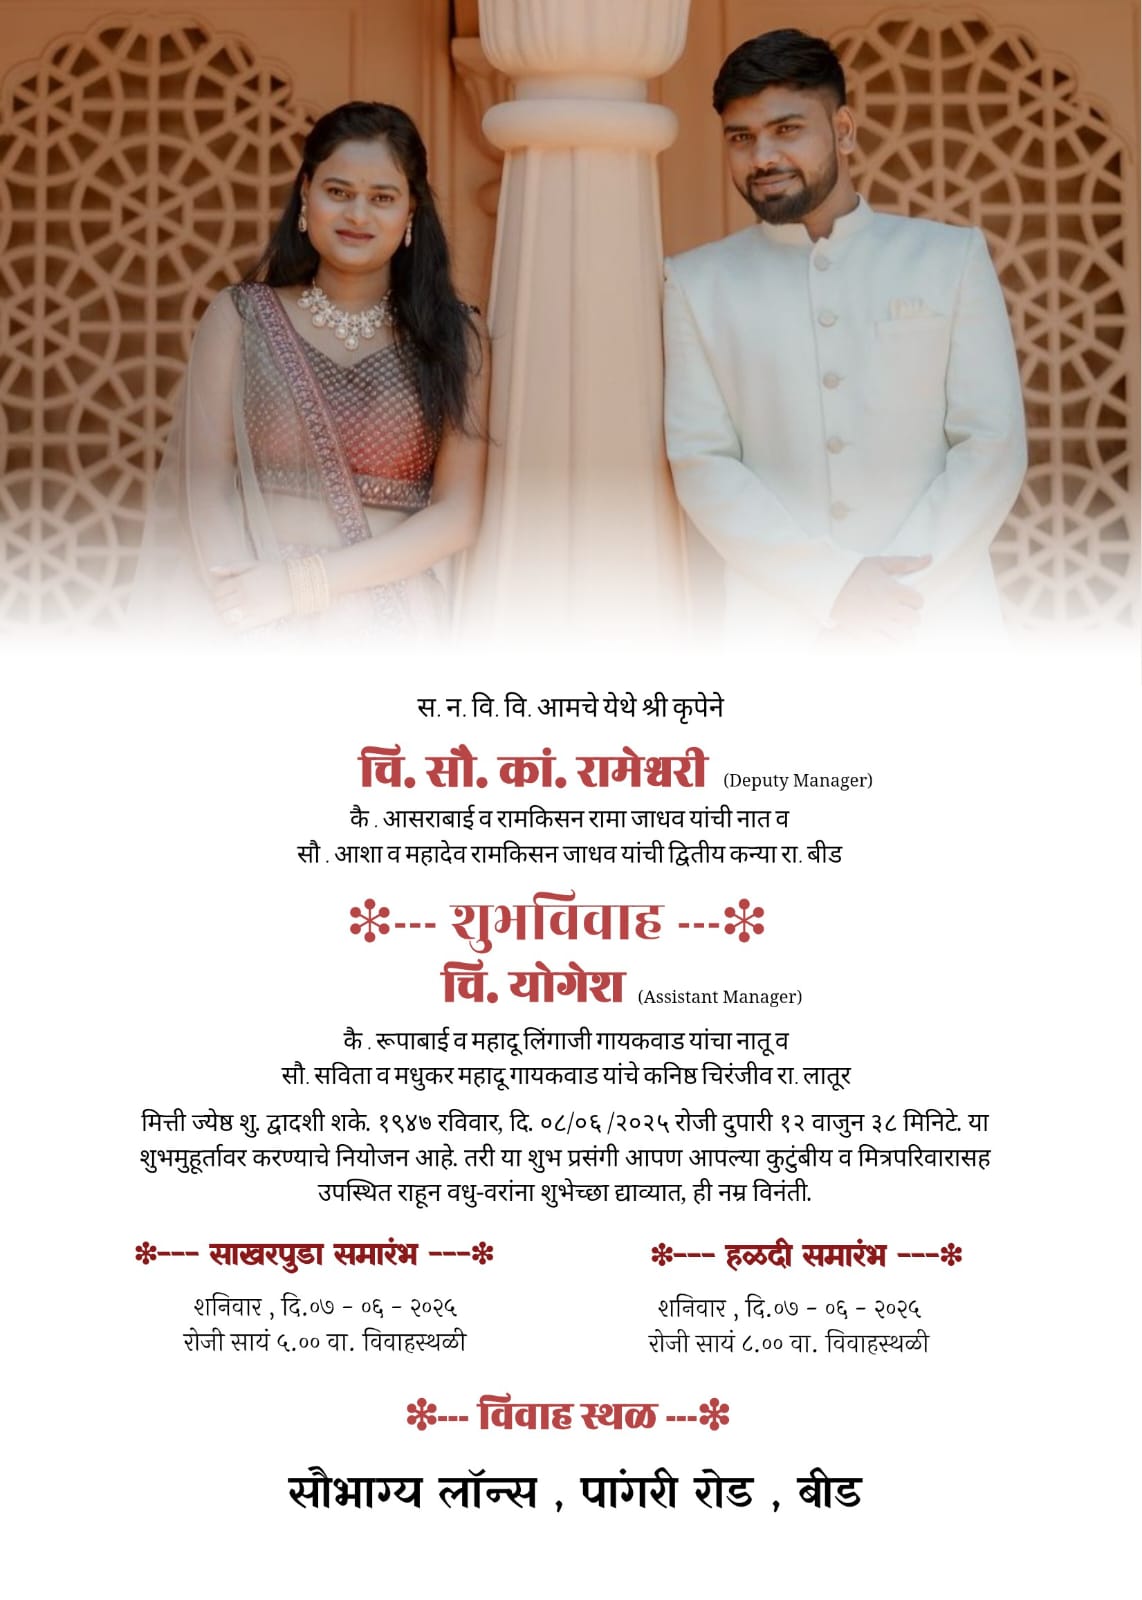 स. न. वि. वि. आमचे येथे श्री कृपेने
चि. सौ. कां. रामेश्वरी (Deputy Manager)
कै . आसराबाई व रामकिसन रामा जाधव यांची नात व
सौ . आशा व महादेव रामकिसन जाधव यांची द्वितीय कन्या रा. बीड
--- शुभविवाह ---
चि. योगेश (Assistant Manager)
कै . रूपाबाई व महादू लिंगाजी गायकवाड यांचा नातू व
सौ. सविता व मधुकर महादू गायकवाड यांचे कनिष्ठ चिरंजीव रा. लातूर
मित्ती ज्येष्ठ शु. द्वादशी शके. १९४७ रविवार, दि. ०८/०६ /२०२५ रोजी दुपारी १२ वाजुन ३८ मिनिटे. या
शुभमुहूर्तावर करण्याचे नियोजन आहे. तरी या शुभ प्रसंगी आपण आपल्या कुटुंबीय व मित्रपरिवारासह
उपस्थित राहून वधु-वरांना शुभेच्छा द्याव्यात, ही नम्र विनंती.
--- साखरपुडा समारंभ ---
शनिवार , दि.०७ - ०६ - २०२५
रोजी सायं ५.०० वा. विवाहस्थळी
--- हळदी समारंभ ---
शनिवार , दि.०७ - ०६ - २०२५
रोजी सायं ८.०० वा. विवाहस्थळी
--- विवाह स्थळ ---
सौभाग्य लॉन्स , पांगरी रोड , बीड